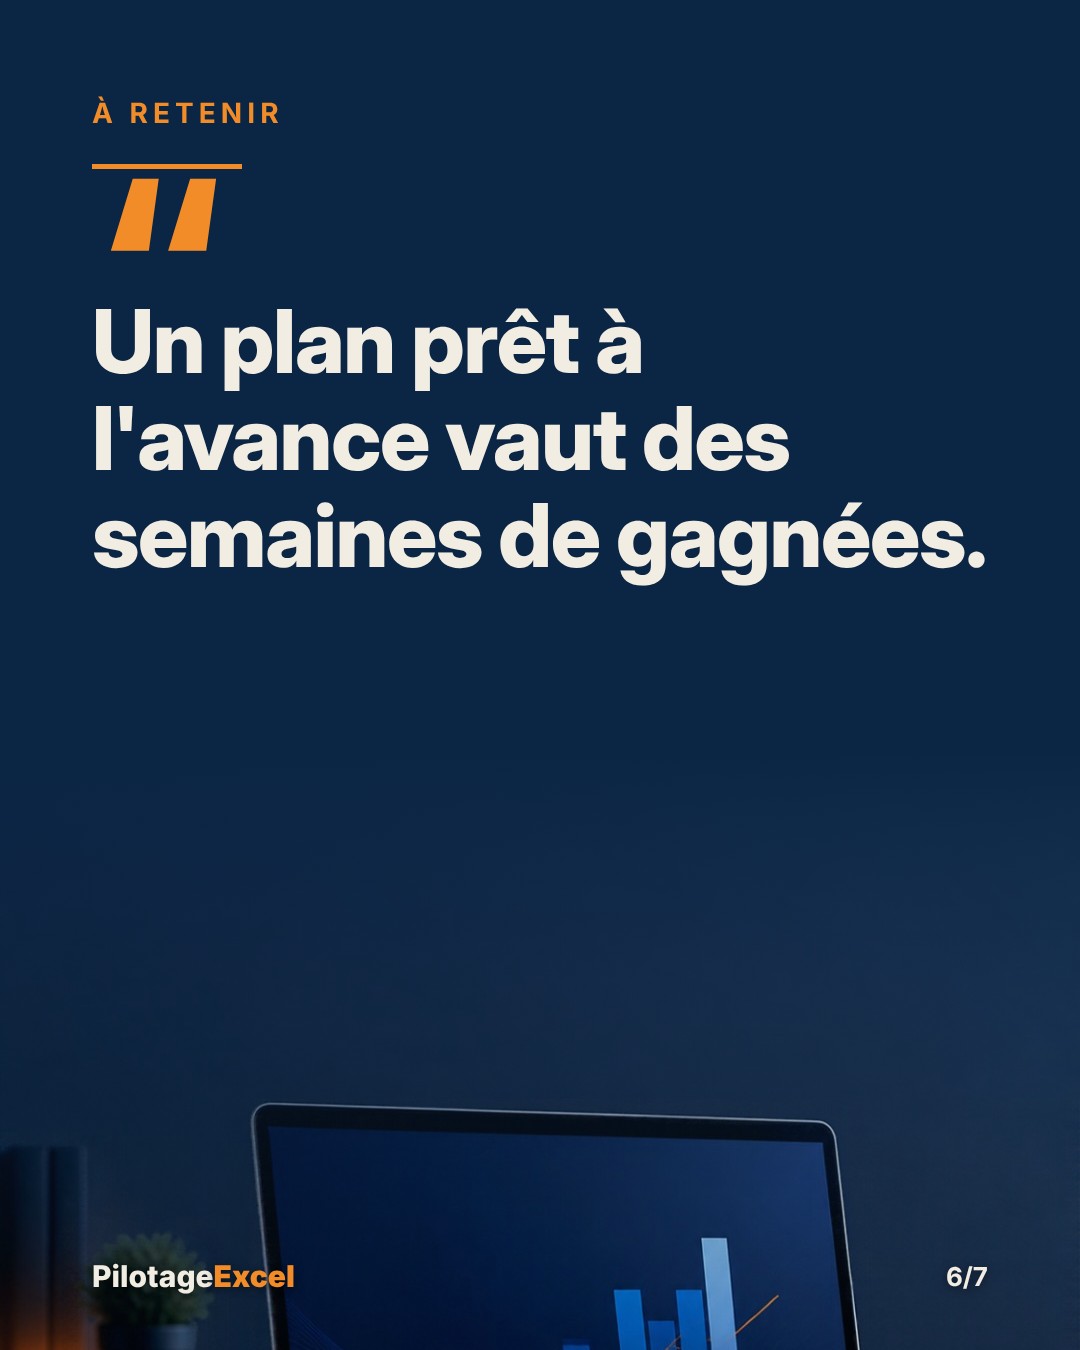 À RETENIR
"
Un plan prêt à
l'avance vaut des
semaines de gagnées.
PilotageExcel
6/7